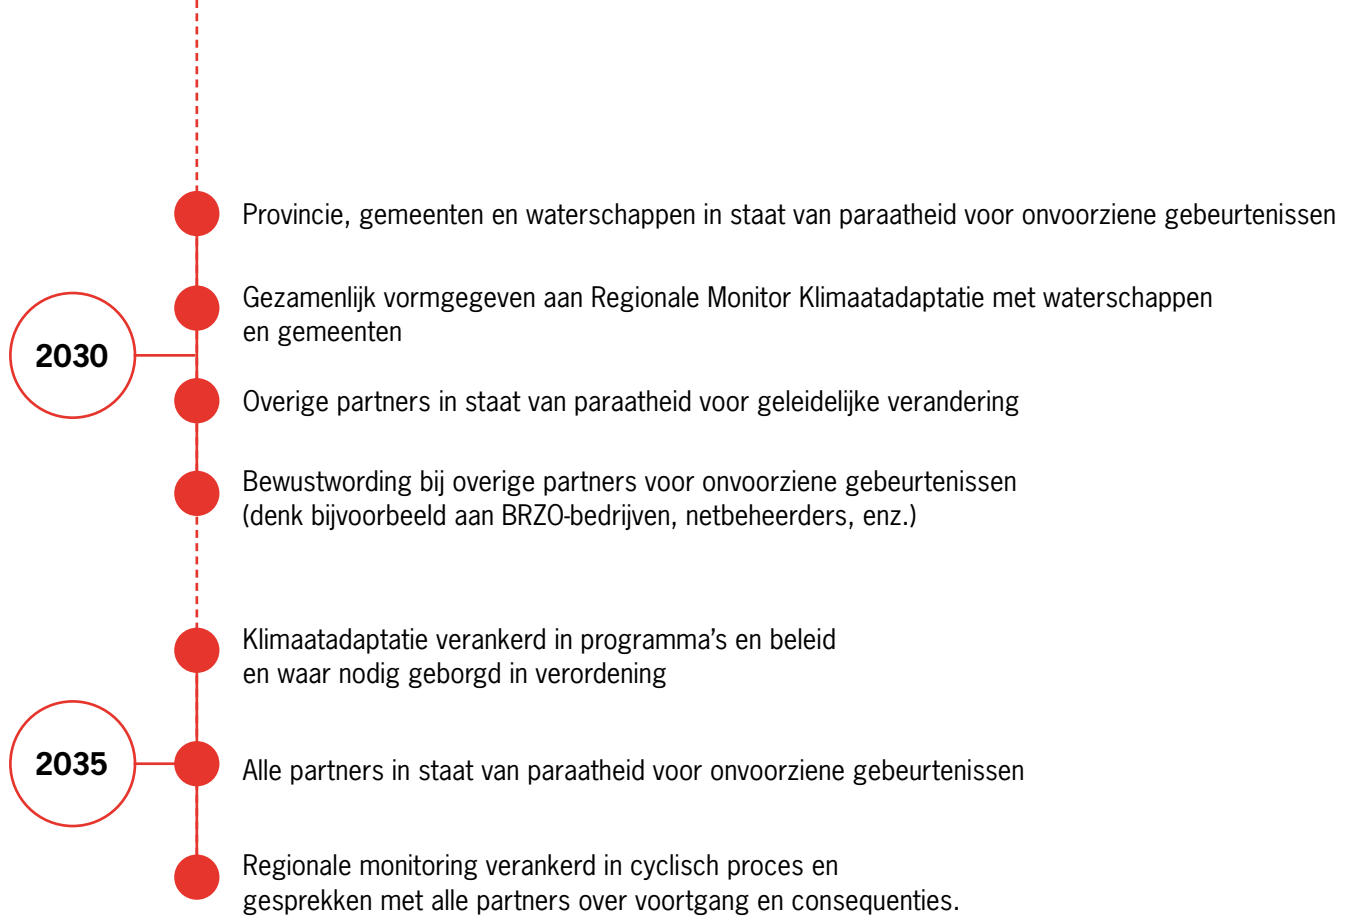 Provincie, gemeenten en waterschappen in staat van paraatheid voor onvoorziene gebeurtenissen
Gezamenlijk vormgegeven aan Regionale Monitor Klimaatadaptatie met waterschappen
en gemeenten
2030
Overige partners in staat van paraatheid voor geleidelijke verandering
Bewustwording bij overige partners voor onvoorziene gebeurtenissen
(denk bijvoorbeeld aan BRZO-bedrijven, netbeheerders, enz.)
Klimaatadaptatie verankerd in programma’s en beleid
en waar nodig geborgd in verordening
2035
Alle partners in staat van paraatheid voor onvoorziene gebeurtenissen
Regionale monitoring verankerd in cyclisch proces en
gesprekken met alle partners over voortgang en consequenties.